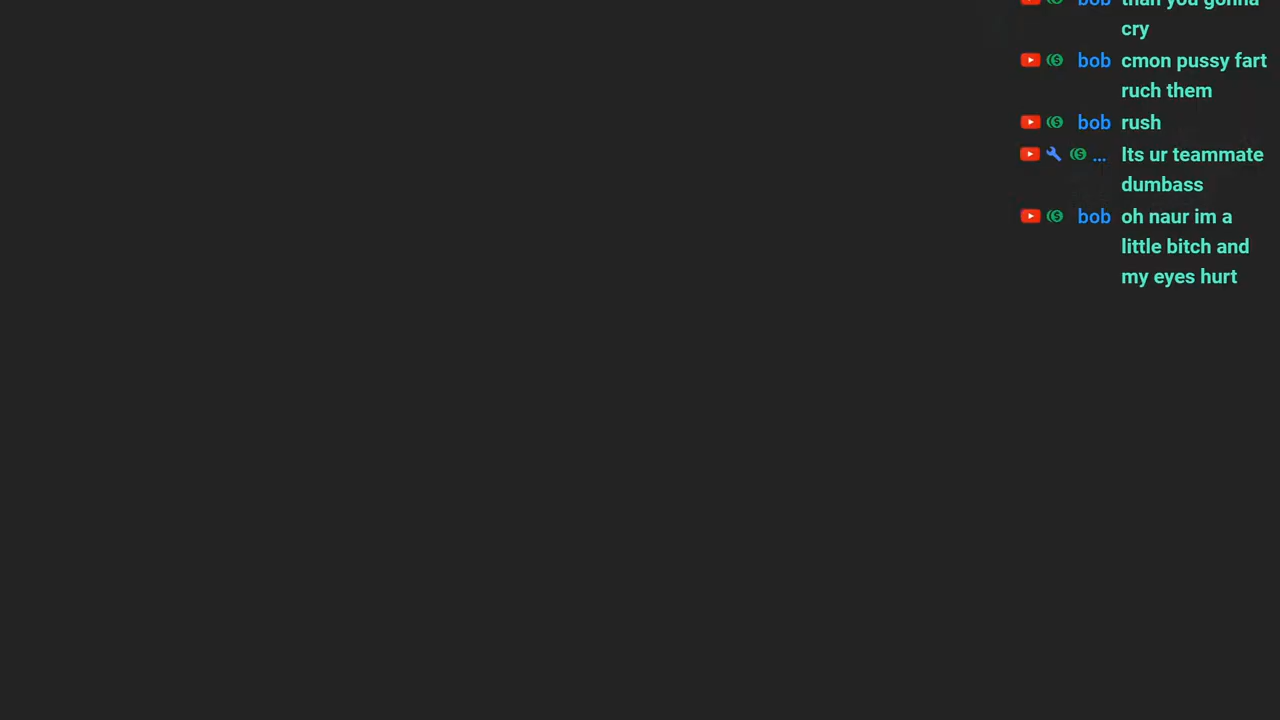 bob than you gonna
cry
bob cmon pussy fart
ruch them
bob rush
... Its ur teammate
dumbass
bob oh naur im a
little bitch and
my eyes hurt